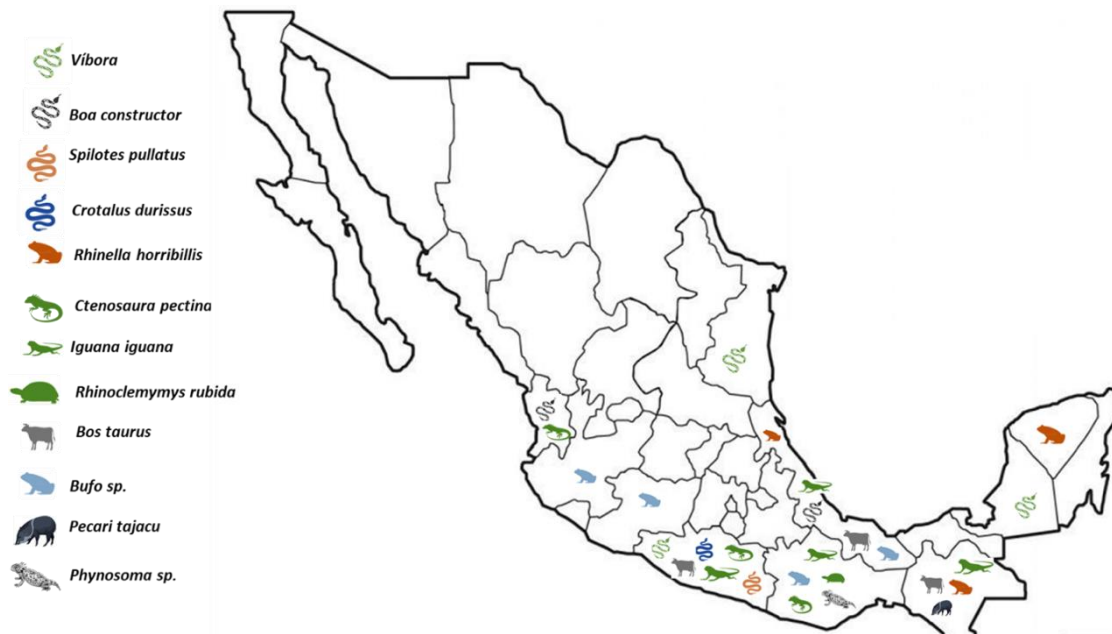 Víbora
Boa constructor
Spilotes pullatus
Crotalus durissus
Rhinella horribillis
Ctenosaura pectina
Iguana iguana
Rhinoclemymys rubida
Bos taurus
Bufo sp.
Pecari tajacu
Phynosoma sp.